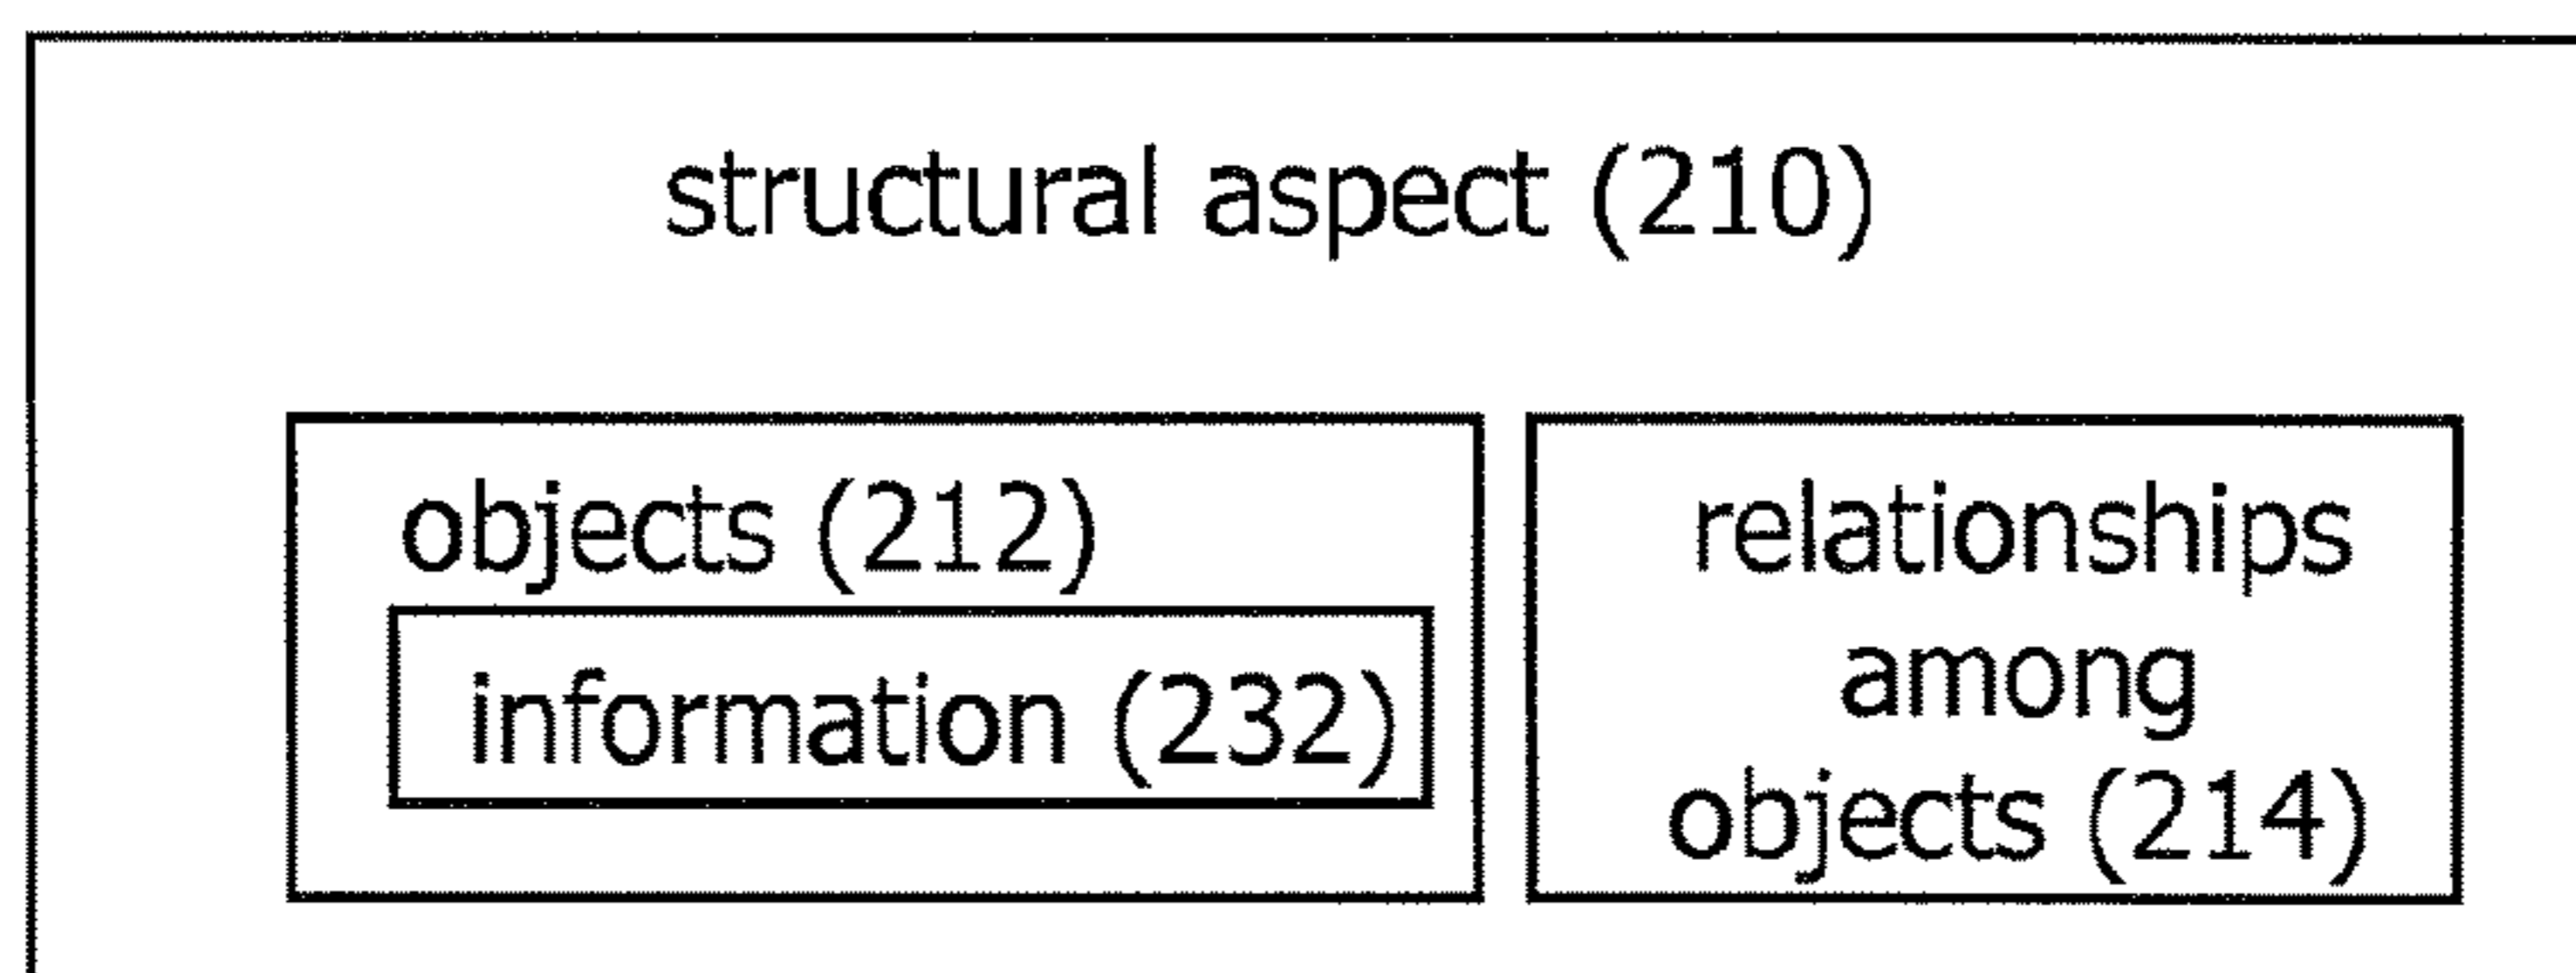 structural aspect (210)
objects (212)
information (232)
relationships
among
objects (214)